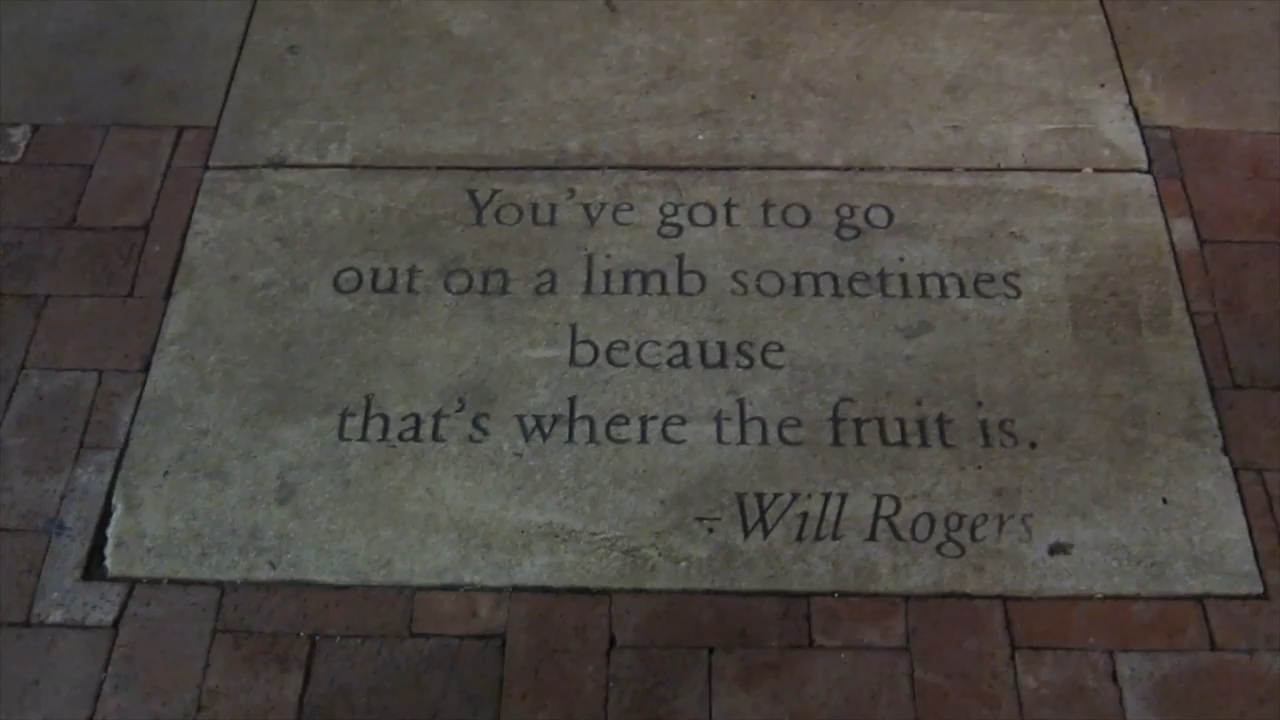 You've got to go
out on a limb sometimes
because
that's where the fruit is.
-Will Rogers